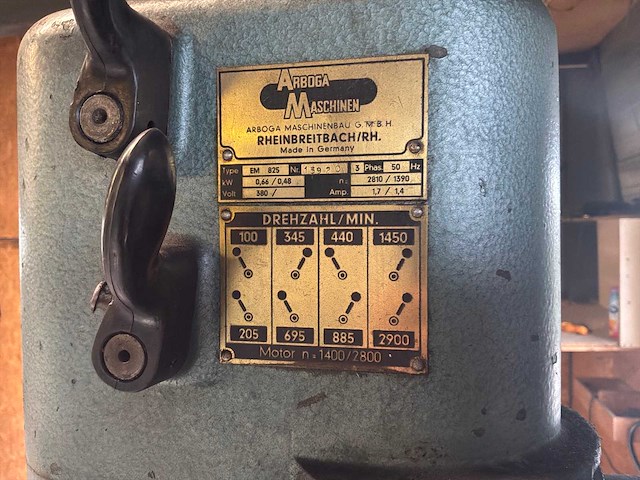 ARBOGA
MASCHINEN
ARBOGA MASCHINENBAU G.M.B.H.
RHEINBREITBACH/RH.
Made in Germany
Type EM 825 Nr. 3 Phas. 50 Hz
kW 0,66 / 0,48 n= 2810 / 1390
Volt 380 / Amp. 1,7 / 1,4
DREHZAHL/MIN.
100 345 440 1450
205 695 885 2900
Motor n = 1400/2800